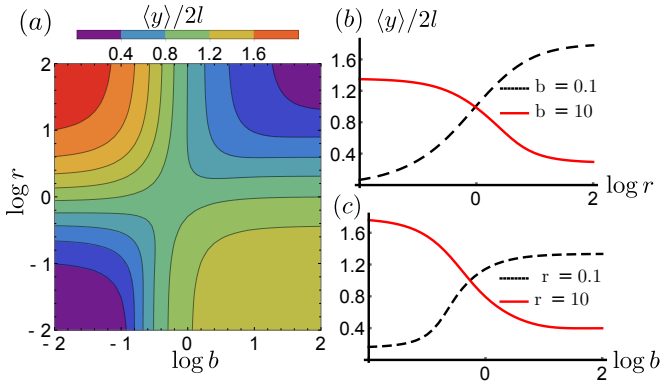 (a)
⟨y⟩/2l
0.4 0.8 1.2 1.6
2
1
0
- 1
- 2
log r
- 2 - 1 0 1 2
log b
(b) ⟨y⟩/2l
1.6
1.2
0.8
0.4
b = 0.1
b = 10
0 2
log r
(c)
1.6
1.2
0.8
0.4
r = 0.1
r = 10
0 2
log b